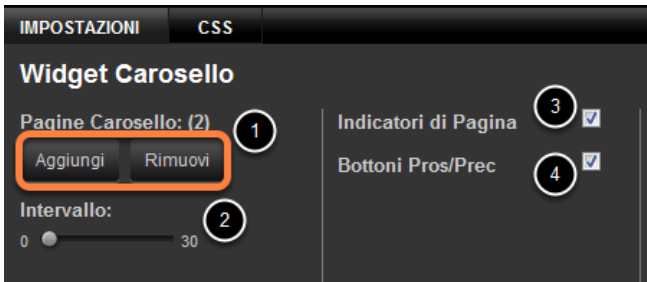 IMPOSTAZIONI CSS
Widget Carosello
Pagine Carosello: (2)
1
Aggiungi Rimuovi
Intervallo:
2
0 30
Indicatori di Pagina
3
Bottoni Pros/Prec
4